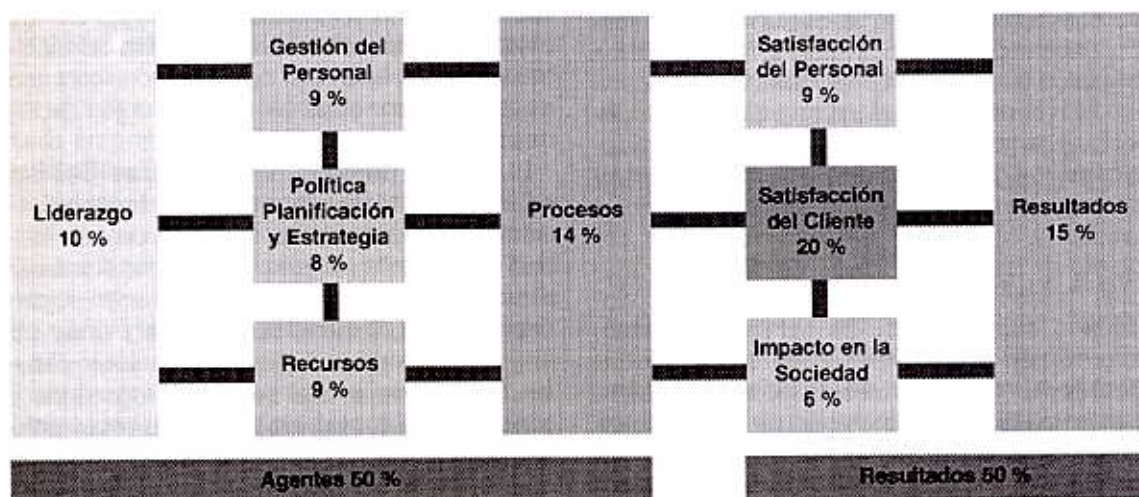 Gestión del
Personal
9 %
Satisfacción
del Personal
9 %
Liderazgo
10 %
Política
Planificación
y Estrategia
8 %
Procesos
14 %
Satisfacción
del Cliente
20 %
Resultados
15 %
Recursos
9 %
Impacto en la
Sociedad
6 %
Agentes 50 %
Resultados 50 %